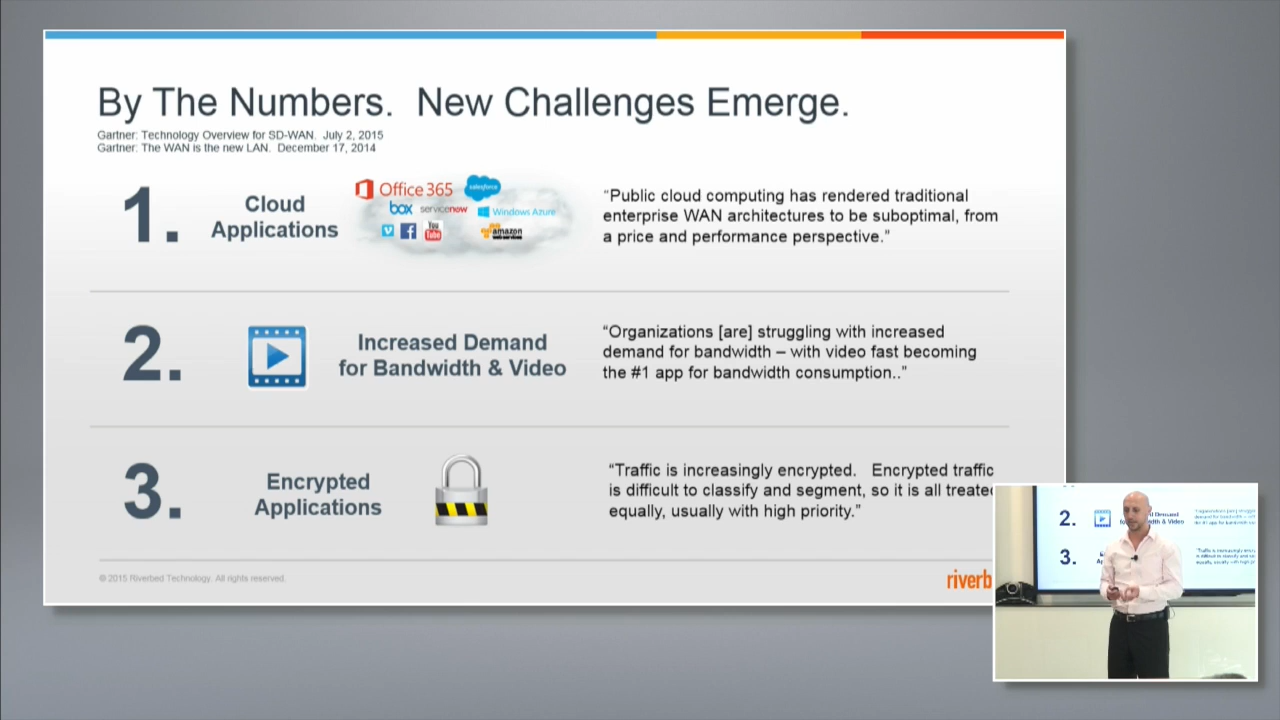 By The Numbers.  New Challenges Emerge.
Gartner: Technology Overview for SD-WAN.  July 2, 2015
Gartner: The WAN is the new LAN.  December 17, 2014
1.
Cloud
Applications
Office 365
salesforce
box
servicenow
Windows Azure
You
Tube
amazon
web services
“Public cloud computing has rendered traditional
enterprise WAN architectures to be suboptimal, from
a price and performance perspective.”
2.
Increased Demand
for Bandwidth & Video
“Organizations [are] struggling with increased
demand for bandwidth – with video fast becoming
the #1 app for bandwidth consumption..”
3.
Encrypted
Applications
“Traffic is increasingly encrypted.   Encrypted traffic
is difficult to classify and segment, so it is all treated
equally, usually with high priority.”
© 2015 Riverbed Technology. All rights reserved.
riverb
2.
3.